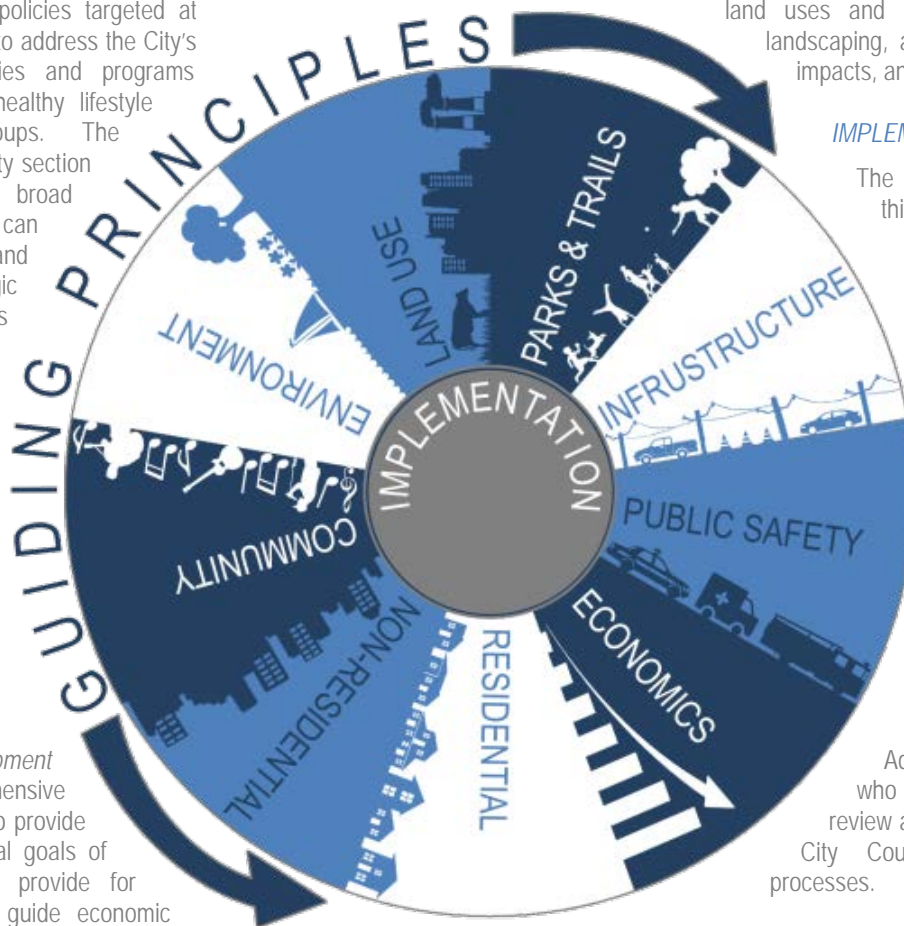 policies targeted at
to address the City's
ies and programs
healthy lifestyle
oups. The
ty section
broad
can
and
gic
s
pment
hensive
o provide
al goals of
provide for
guide economic
GUIDING PRINCIPLES
LAND USE
PARKS & TRAILS
INFRUSTRUCTURE
PUBLIC SAFETY
ECONOMICS
RESIDENTIAL
NON-RESIDENTIAL
COMMUNITY
ENVIRONMENT
IMPLEMENTATION
land uses and
landscaping, a
impacts, an
IMPLEM
The
thi
Ac
who
review a
City Cou
processes.